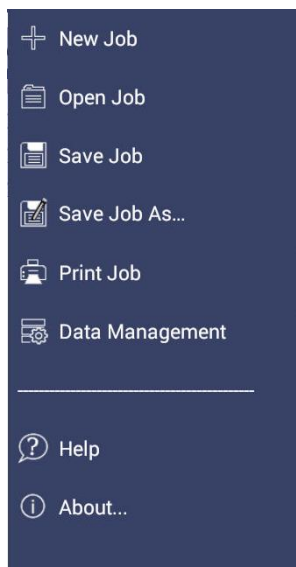 New Job
Open Job
Save Job
Save Job As...
Print Job
Data Management
Help
About...